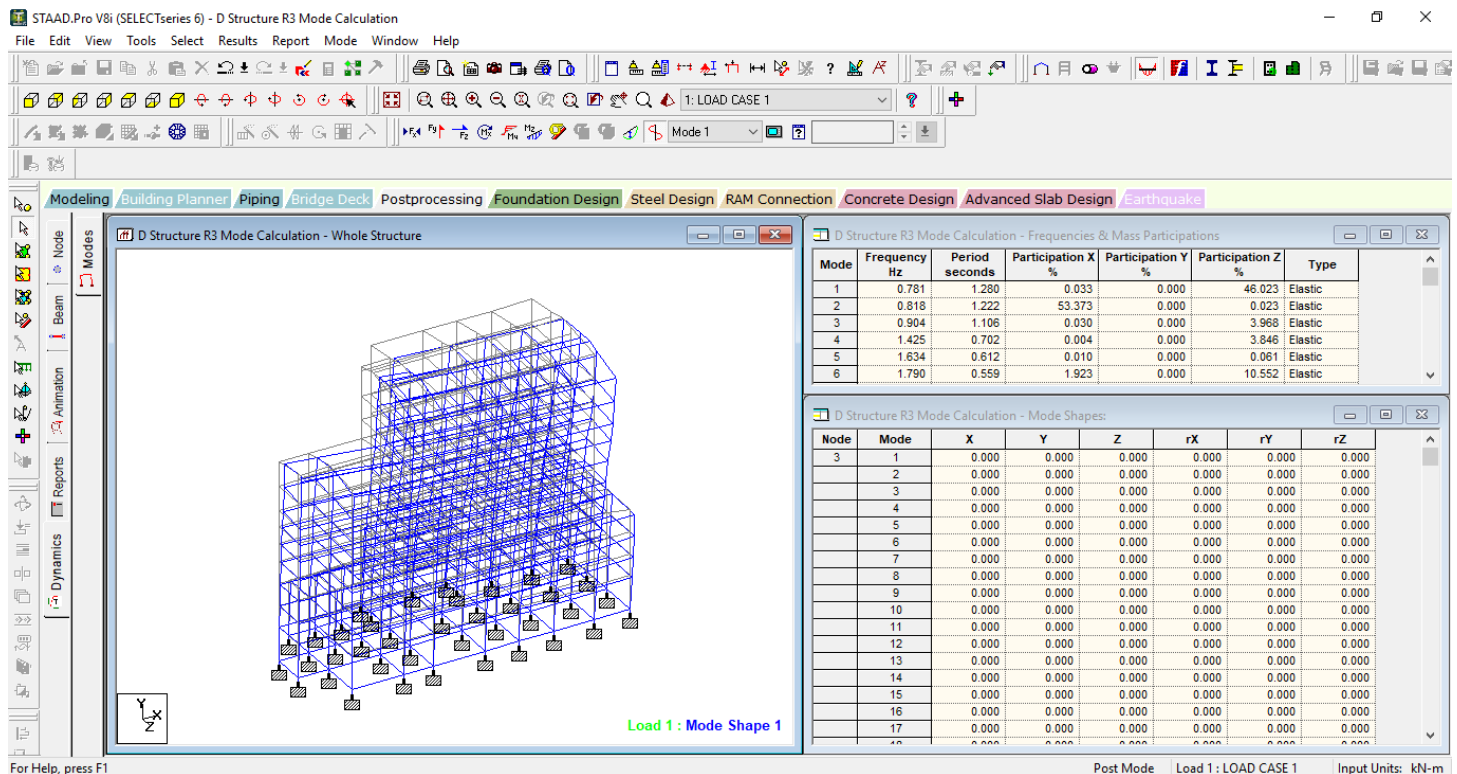 STAAD.Pro V8i (SELECTseries 6) - D Structure R3 Mode Calculation
File Edit View Tools Select Results Report Mode Window Help
1: LOAD CASE 1
Mode 1
Modeling Building Planner Piping Bridge Deck Postprocessing Foundation Design Steel Design RAM Connection Concrete Design Advanced Slab Design Earthquake
Node
Beam
Animation
Reports
Dynamics
Modes
D Structure R3 Mode Calculation - Whole Structure
Y
X
Z
Load 1 : Mode Shape 1
D Structure R3 Mode Calculation - Frequencies & Mass Participations
Mode Frequency Hz Period seconds Participation X % Participation Y % Participation Z % Type
1 0.781 1.280 0.033 0.000 46.023 Elastic
2 0.818 1.222 53.373 0.000 0.023 Elastic
3 0.904 1.106 0.030 0.000 3.968 Elastic
4 1.425 0.702 0.004 0.000 3.846 Elastic
5 1.634 0.612 0.010 0.000 0.061 Elastic
6 1.790 0.559 1.923 0.000 10.552 Elastic
D Structure R3 Mode Calculation - Mode Shapes:
Node Mode X Y Z rX rY rZ
3 1 0.000 0.000 0.000 0.000 0.000 0.000
2 0.000 0.000 0.000 0.000 0.000 0.000
3 0.000 0.000 0.000 0.000 0.000 0.000
4 0.000 0.000 0.000 0.000 0.000 0.000
5 0.000 0.000 0.000 0.000 0.000 0.000
6 0.000 0.000 0.000 0.000 0.000 0.000
7 0.000 0.000 0.000 0.000 0.000 0.000
8 0.000 0.000 0.000 0.000 0.000 0.000
9 0.000 0.000 0.000 0.000 0.000 0.000
10 0.000 0.000 0.000 0.000 0.000 0.000
11 0.000 0.000 0.000 0.000 0.000 0.000
12 0.000 0.000 0.000 0.000 0.000 0.000
13 0.000 0.000 0.000 0.000 0.000 0.000
14 0.000 0.000 0.000 0.000 0.000 0.000
15 0.000 0.000 0.000 0.000 0.000 0.000
16 0.000 0.000 0.000 0.000 0.000 0.000
17 0.000 0.000 0.000 0.000 0.000 0.000
For Help, press F1
Post Mode Load 1 : LOAD CASE 1 Input Units: kN-m